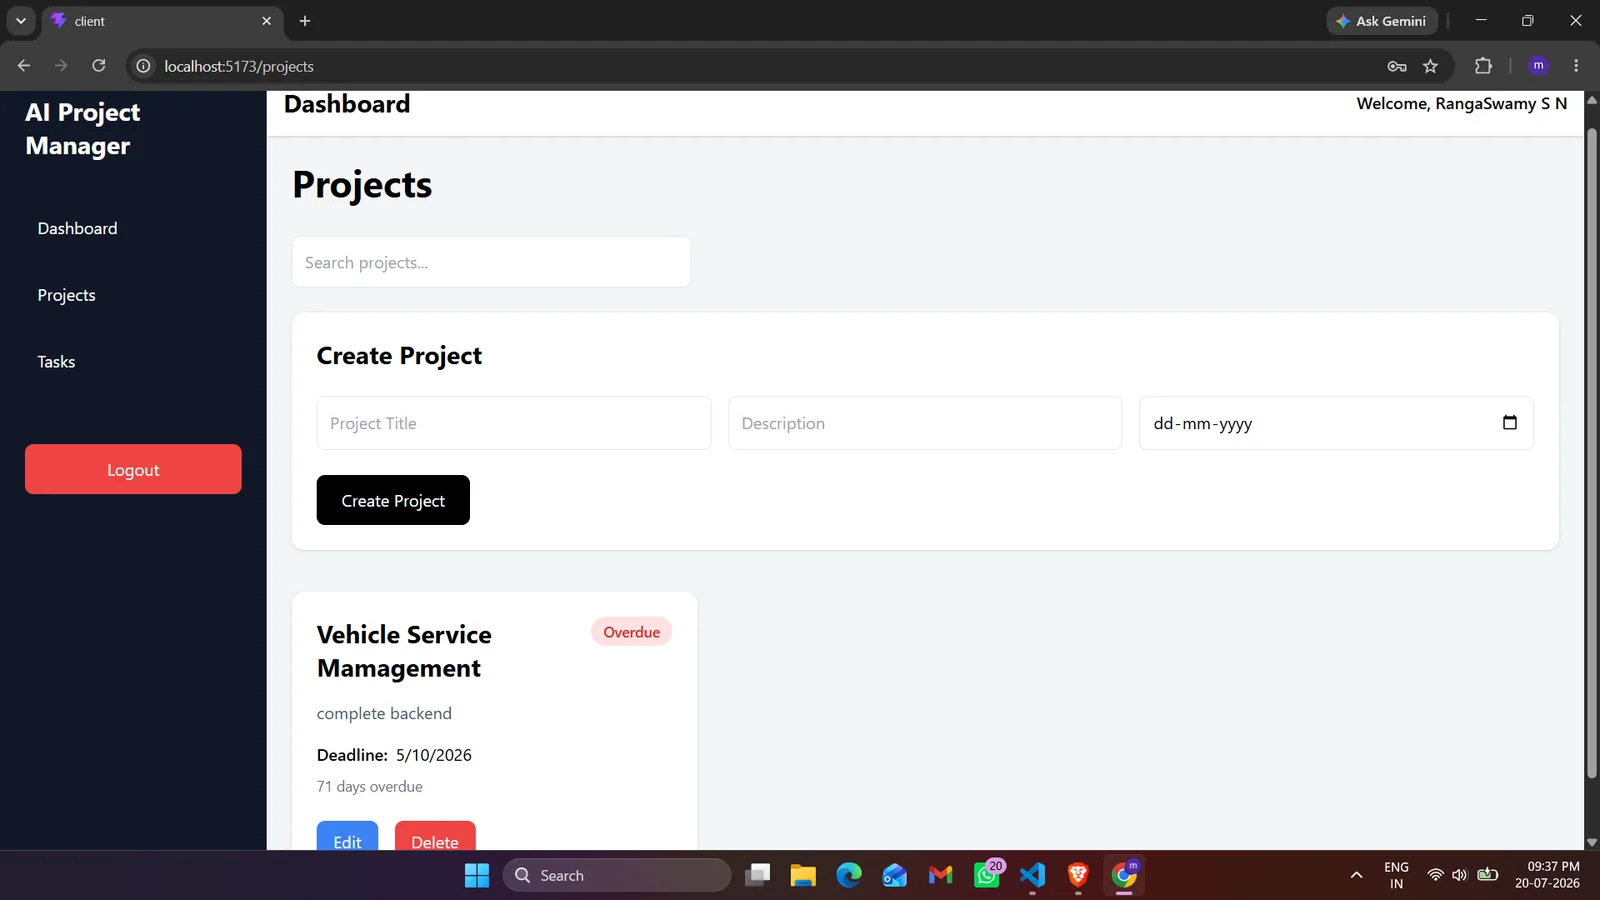 client
Ask Gemini
localhost:5173/projects
m
AI Project
Manager
Dashboard
Projects
Tasks
Logout
Dashboard
Welcome, RangaSwamy S N
Projects
Search projects...
Create Project
Project Title
Description
dd-mm-yyyy
Create Project
Vehicle Service
Mamagement
Overdue
complete backend
Deadline: 5/10/2026
71 days overdue
Edit
Delete
Search
20
m
ENG
IN
09:37 PM
20-07-2026